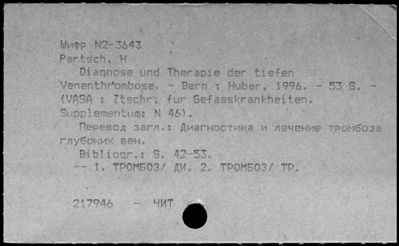 Шифр N2-3643
Partsch, H
Diagnose und Therapie der tiefen
Venenthrombose. - Bern : Huber, 1996. - 53 S. -
(VASA : Ztschr. fur Gefasskrankheiten.
Supplementum; N 46).
Перевод загл.: Диагностика и лечение тромбоза
глубоких вен.
Bibliogr.: S. 42-53.
-- 1. ТРОМБОЗ/ ДИ. 2. ТРОМБОЗ/ ТР.
217946 - ЧИТ